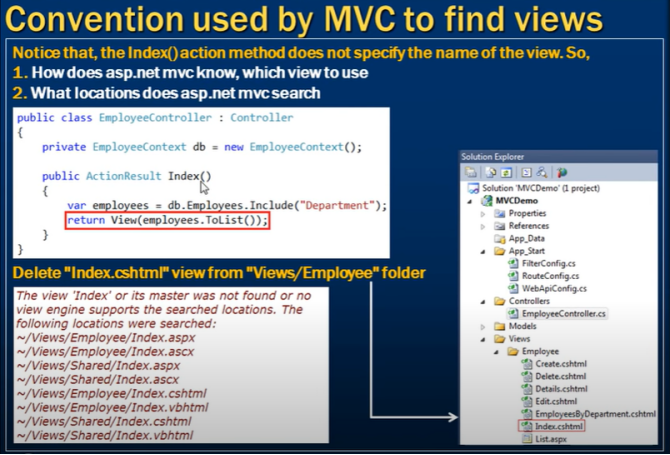 Convention used by MVC to find views
Notice that, the Index() action method does not specify the name of the view. So,
1. How does asp.net mvc know, which view to use
2. What locations does asp.net mvc search
public class EmployeeController : Controller
{
private EmployeeContext db = new EmployeeContext();
public ActionResult Index()
{
var employees = db.Employees.Include("Department");
return View(employees.ToList());
}
}
Delete "Index.cshtml" view from "Views/Employee" folder
The view 'Index' or its master was not found or no
view engine supports the searched locations. The
following locations were searched:
~/Views/Employee/Index.aspx
~/Views/Employee/Index.ascx
~/Views/Shared/Index.aspx
~/Views/Shared/Index.ascx
~/Views/Employee/Index.cshtml
~/Views/Employee/Index.vbhtml
~/Views/Shared/Index.cshtml
~/Views/Shared/Index.vbhtml
Solution Explorer
Solution 'MVCDemo' (1 project)
MVCDemo
Properties
References
App_Data
App_Start
FilterConfig.cs
RouteConfig.cs
WebApiConfig.cs
Controllers
EmployeeController.cs
Models
Views
Employee
Create.cshtml
Delete.cshtml
Details.cshtml
Edit.cshtml
EmployeesByDepartment.cshtml
Index.cshtml
List.aspx